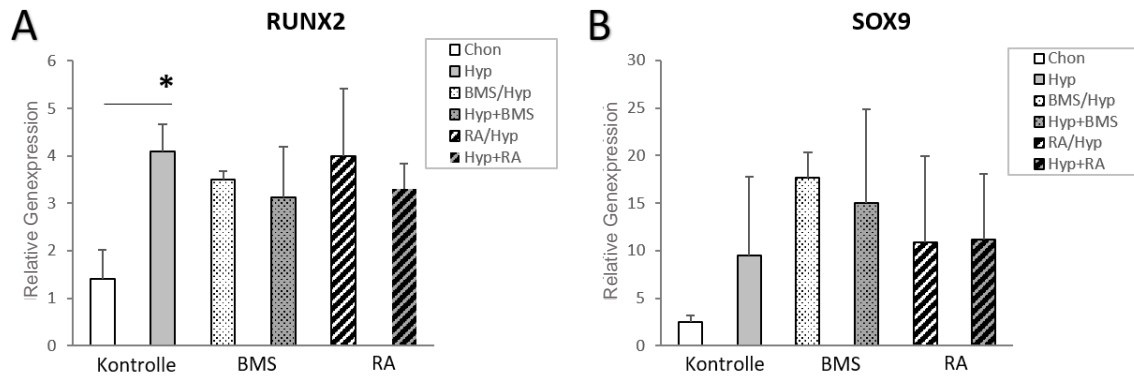 A
RUNX2
Relative Genexpression
6
5
4
3
2
1
0
*
Chon
Hyp
BMS/Hyp
Hyp+BMS
RA/Hyp
Hyp+RA
Kontrolle
BMS
RA
B
SOX9
Relative Genexpression
30
25
20
15
10
5
0
Chon
Hyp
BMS/Hyp
Hyp+BMS
RA/Hyp
Hyp+RA
Kontrolle
BMS
RA